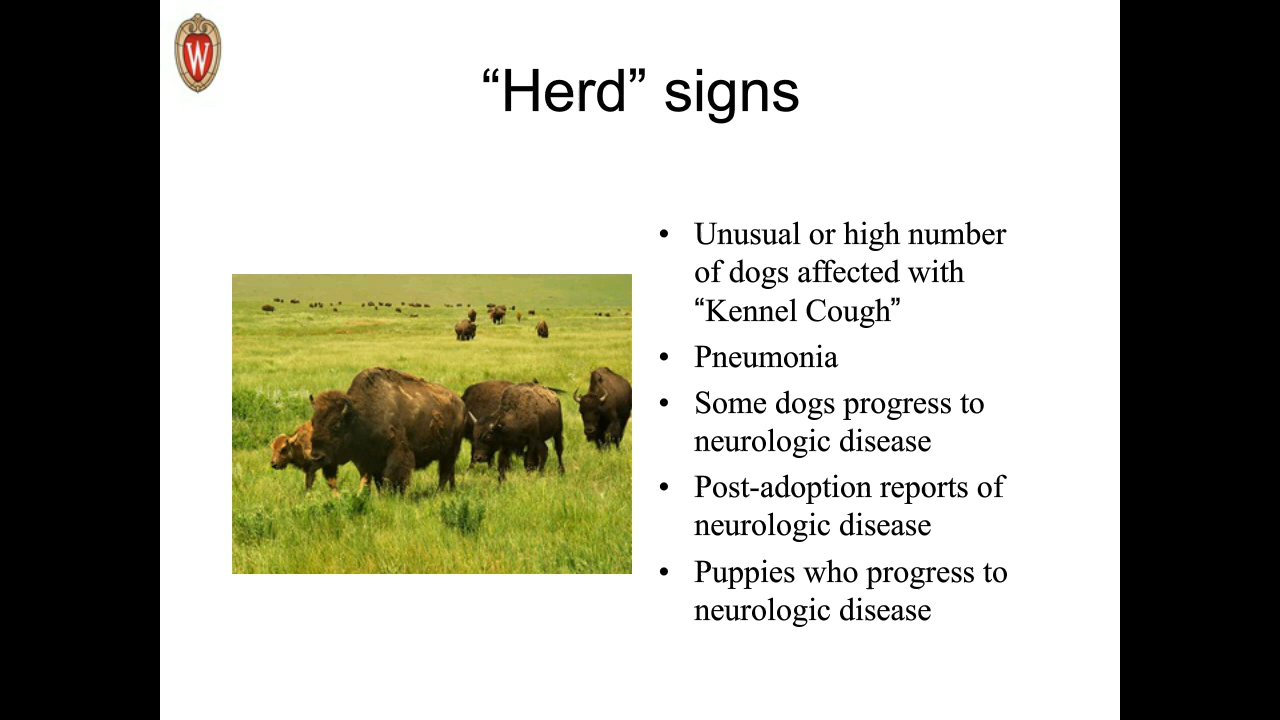 W
“Herd” signs
• Unusual or high number
of dogs affected with
“Kennel Cough”
• Pneumonia
• Some dogs progress to
neurologic disease
• Post-adoption reports of
neurologic disease
• Puppies who progress to
neurologic disease